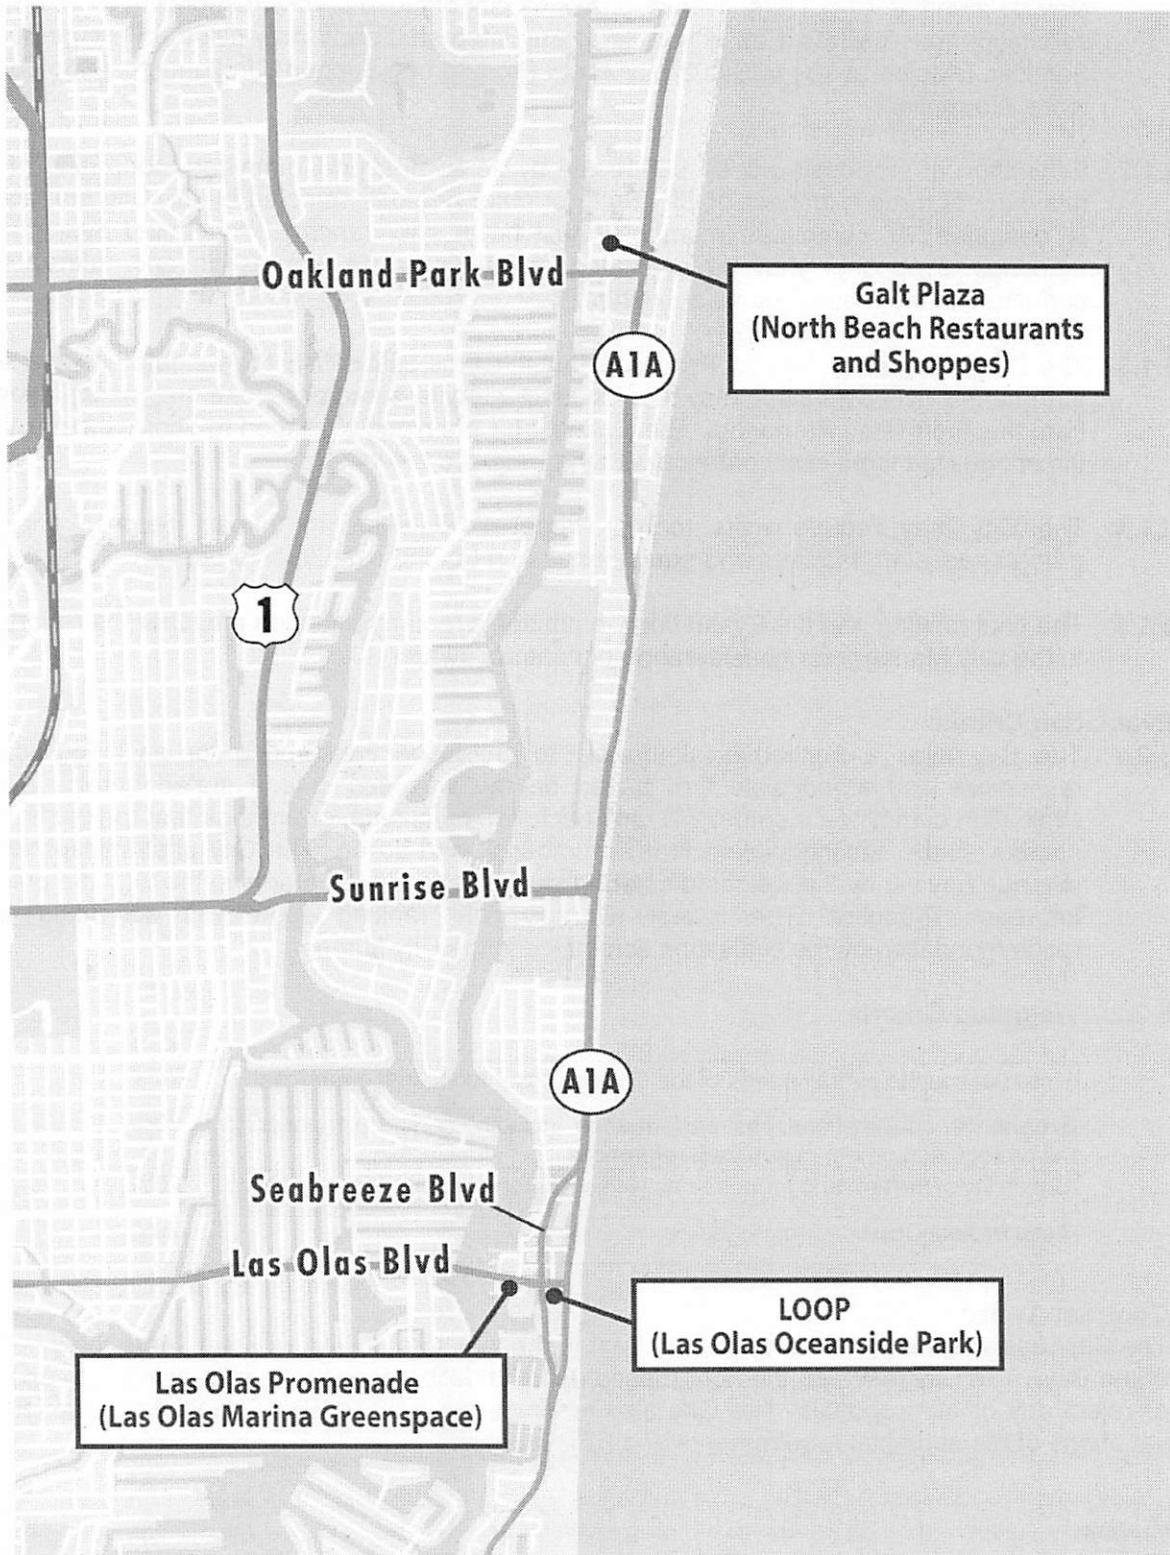 Oakland Park Blvd
Galt Plaza
(North Beach Restaurants
and Shoppes)
A1A
1
Sunrise Blvd
A1A
Seabreeze Blvd
Las Olas Blvd
LOOP
(Las Olas Oceanside Park)
Las Olas Promenade
(Las Olas Marina Greenspace)